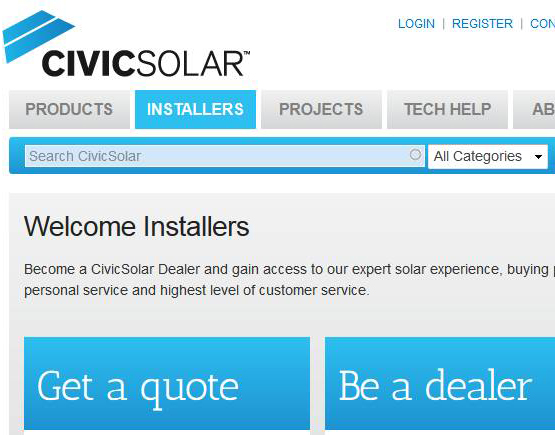 LOGIN | REGISTER | CON
CIVICSOLAR™
PRODUCTS INSTALLERS PROJECTS TECH HELP AB
Search CivicSolar All Categories
Welcome Installers
Become a CivicSolar Dealer and gain access to our expert solar experience, buying
personal service and highest level of customer service.
Get a quote Be a dealer